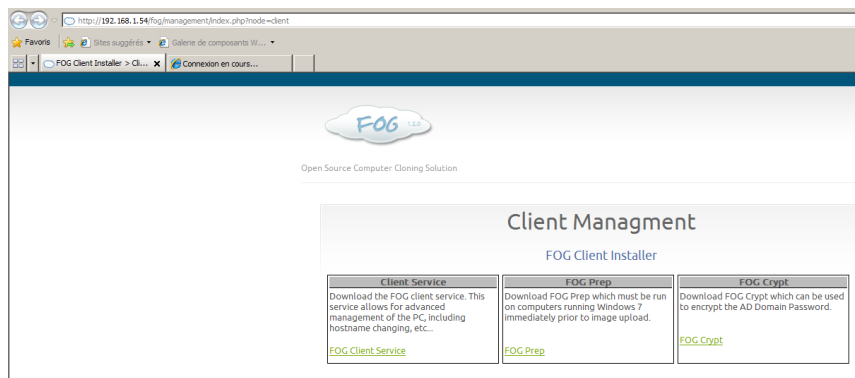 http://192.168.1.54/fog/management/index.php?node=client
Favoris Sites suggérés Galerie de composants W...
FOG Client Installer > Cli... Connexion en cours...
FOG 1.2.0
Open Source Computer Cloning Solution
Client Managment
FOG Client Installer
Client Service
Download the FOG client service. This
service allows for advanced
management of the PC, including
hostname changing, etc...
FOG Client Service
FOG Prep
Download FOG Prep which must be run
on computers running Windows 7
immediately prior to image upload.
FOG Prep
FOG Crypt
Download FOG Crypt which can be used
to encrypt the AD Domain Password.
FOG Crypt